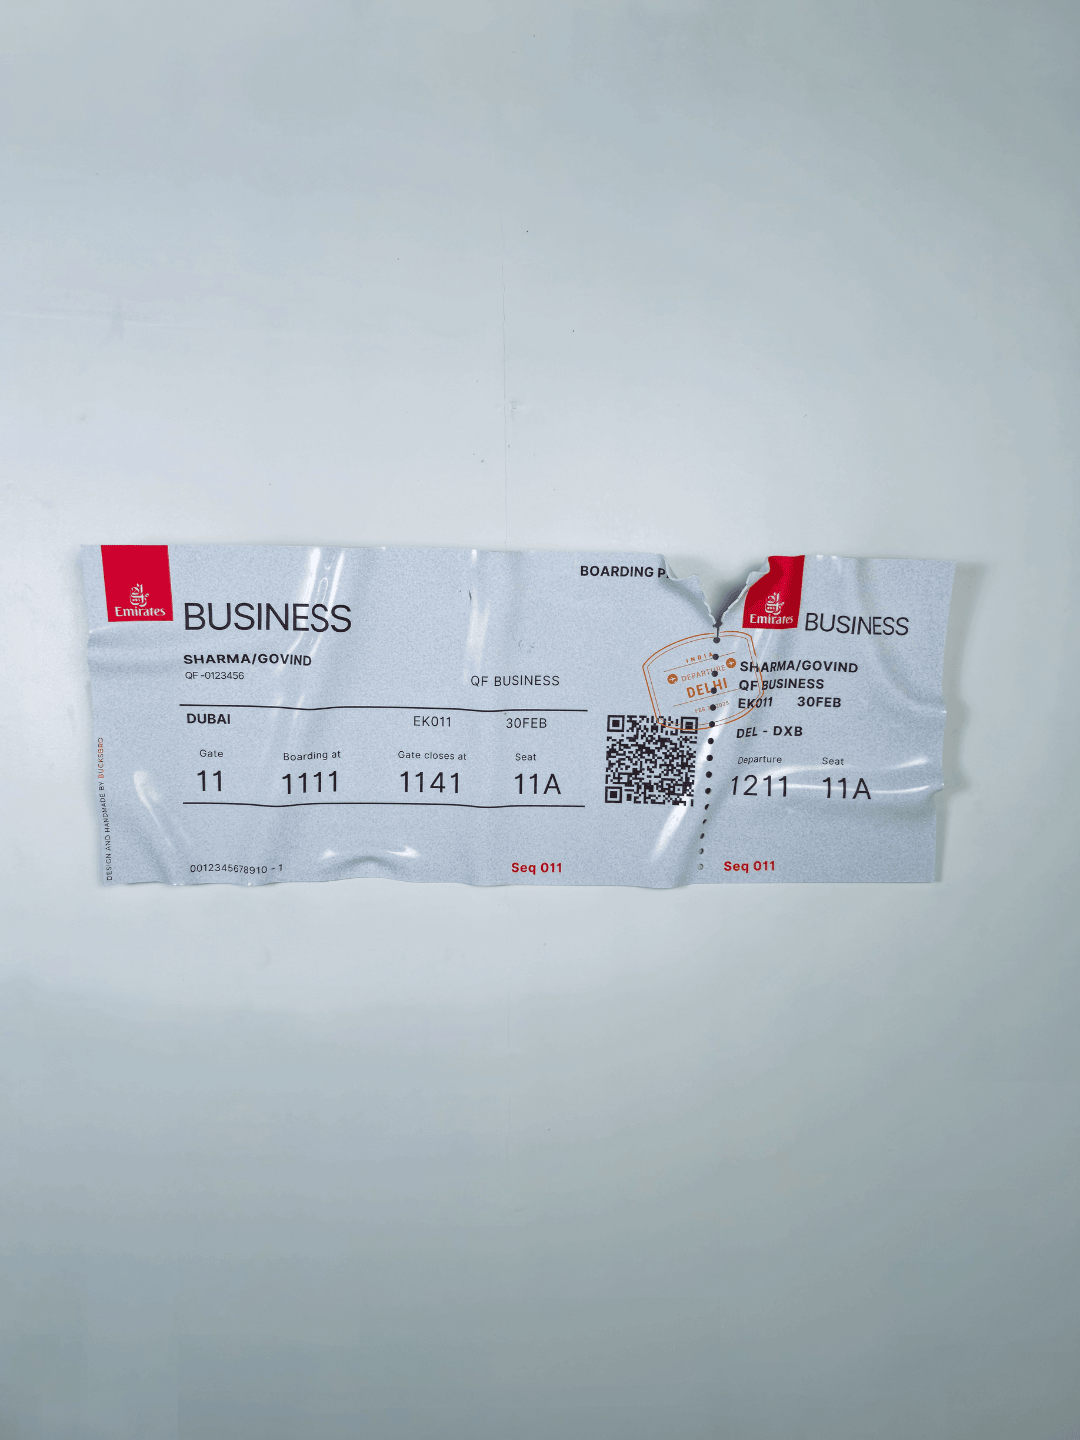 Emirates
BUSINESS
BOARDING P
SHARMA/GOVIND
QF-0123456
QF BUSINESS
DUBAI EK011 30FEB
Gate Boarding at Gate closes at Seat
11 1111 1141 11A
0012345678910 - 1 Seq 011
DESIGN AND HANDMADE BY BUCKSBRO
INDIA
DEPARTURE
DELHI
Emirates
BUSINESS
SHARMA/GOVIND
QF BUSINESS
EK011 30FEB
DEL - DXB
Departure Seat
1211 11A
Seq 011